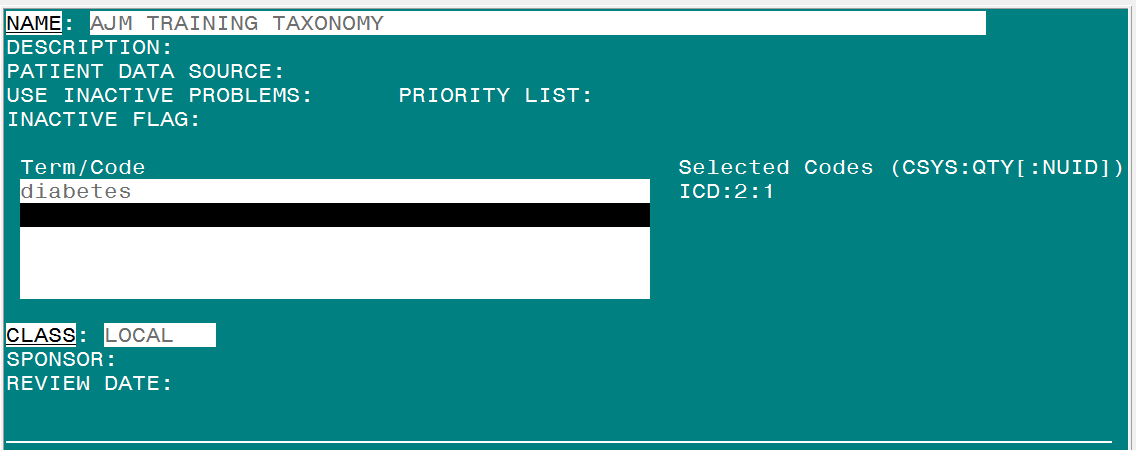 NAME: AJM TRAINING TAXONOMY
DESCRIPTION:
PATIENT DATA SOURCE:
USE INACTIVE PROBLEMS: PRIORITY LIST:
INACTIVE FLAG:
Term/Code Selected Codes (CSYS:QTY[:NUID])
diabetes ICD:2:1
CLASS: LOCAL
SPONSOR:
REVIEW DATE: